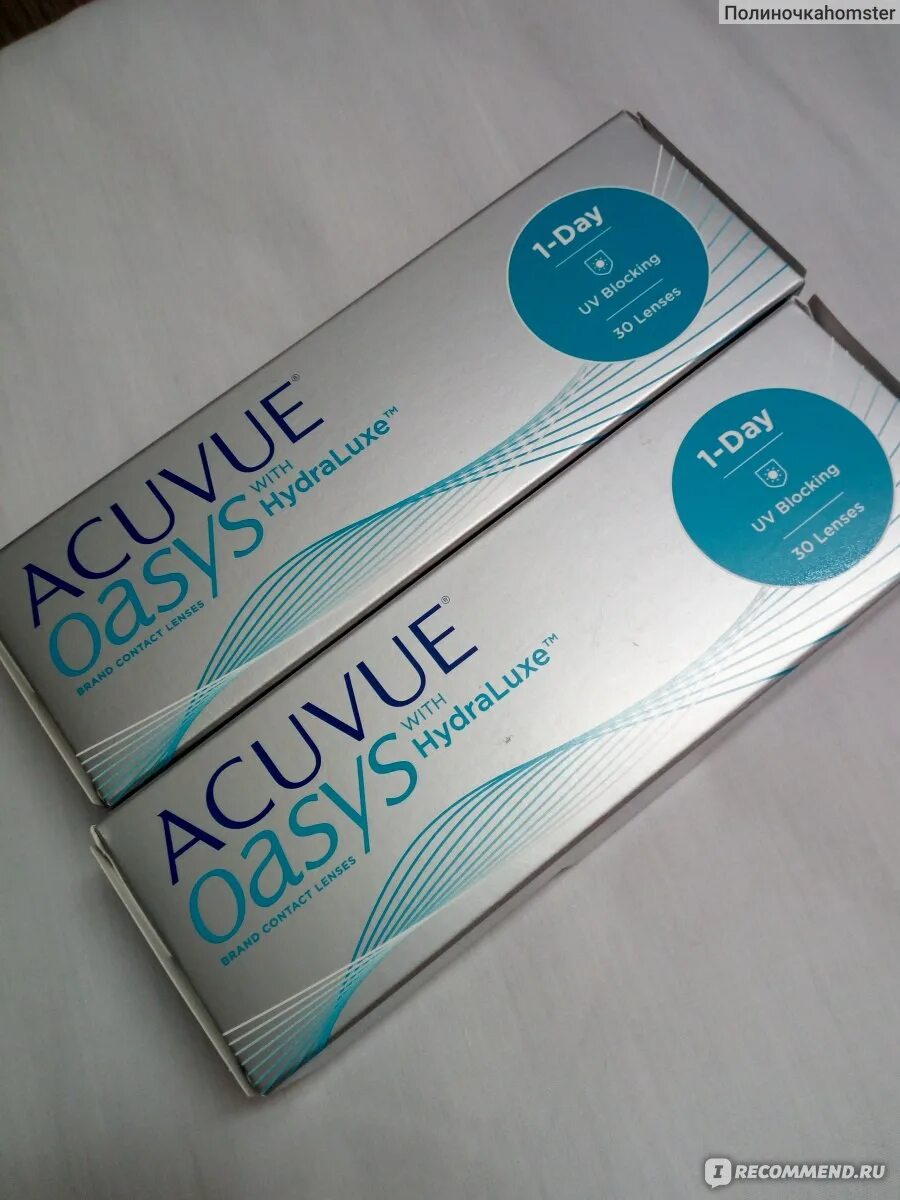 Полиночкаhomster
1-Day
UV Blocking
30 Lenses
ACUVUE®
oasys WITH HydraLuxe™
BRAND CONTACT LENSES
1-Day
UV Blocking
30 Lenses
ACUVUE®
oasys WITH HydraLuxe™
BRAND CONTACT LENSES
I RECOMMEND.RU